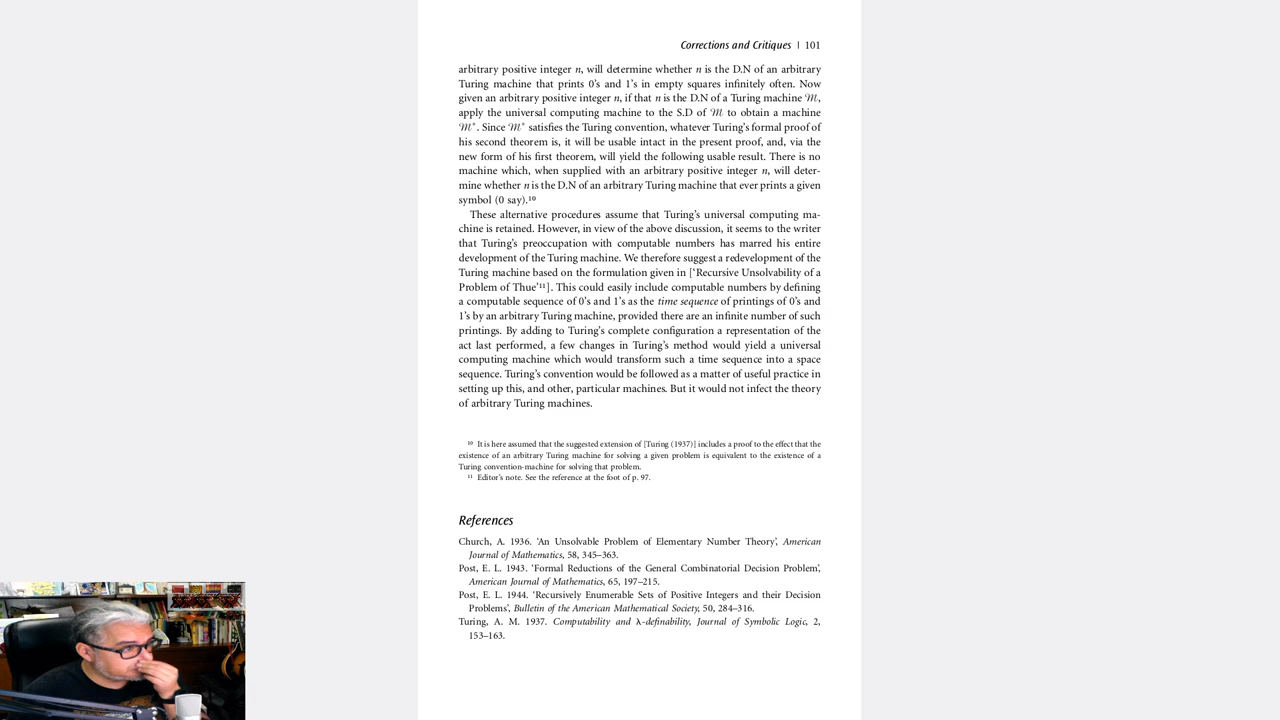 Corrections and Critiques | 101
arbitrary positive integer n, will determine whether n is the D.N of an arbitrary
Turing machine that prints 0's and 1's in empty squares infinitely often. Now
given an arbitrary positive integer n, if that n is the D.N of a Turing machine ℳ,
apply the universal computing machine to the S.D of ℳ to obtain a machine
ℳ*. Since ℳ* satisfies the Turing convention, whatever Turing's formal proof of
his second theorem is, it will be usable intact in the present proof, and, via the
new form of his first theorem, will yield the following usable result. There is no
machine which, when supplied with an arbitrary positive integer n, will deter-
mine whether n is the D.N of an arbitrary Turing machine that ever prints a given
symbol (0 say).¹⁰
These alternative procedures assume that Turing's universal computing ma-
chine is retained. However, in view of the above discussion, it seems to the writer
that Turing's preoccupation with computable numbers has marred his entire
development of the Turing machine. We therefore suggest a redevelopment of the
Turing machine based on the formulation given in ['Recursive Unsolvability of a
Problem of Thue'¹¹]. This could easily include computable numbers by defining
a computable sequence of 0's and 1's as the time sequence of printings of 0's and
1's by an arbitrary Turing machine, provided there are an infinite number of such
printings. By adding to Turing's complete configuration a representation of the
act last performed, a few changes in Turing's method would yield a universal
computing machine which would transform such a time sequence into a space
sequence. Turing's convention would be followed as a matter of useful practice in
setting up this, and other, particular machines. But it would not infect the theory
of arbitrary Turing machines.
¹⁰ It is here assumed that the suggested extension of [Turing (1937)] includes a proof to the effect that the
existence of an arbitrary Turing machine for solving a given problem is equivalent to the existence of a
Turing convention-machine for solving that problem.
¹¹ Editor's note. See the reference at the foot of p. 97.
References
Church, A. 1936. 'An Unsolvable Problem of Elementary Number Theory', American
Journal of Mathematics, 58, 345–363.
Post, E. L. 1943. 'Formal Reductions of the General Combinatorial Decision Problem',
American Journal of Mathematics, 65, 197–215.
Post, E. L. 1944. 'Recursively Enumerable Sets of Positive Integers and their Decision
Problems', Bulletin of the American Mathematical Society, 50, 284–316.
Turing, A. M. 1937. Computability and λ-definability, Journal of Symbolic Logic, 2,
153–163.